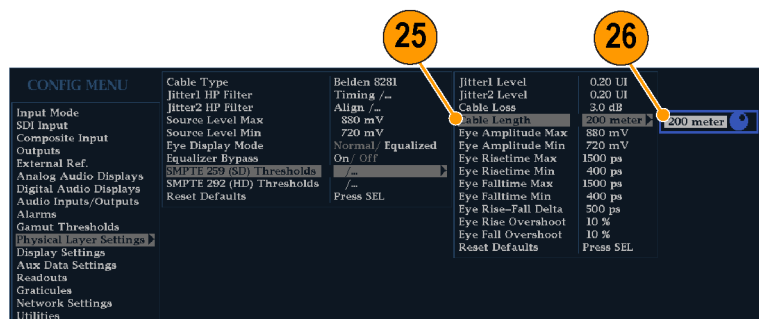 25
26
CONFIG MENU
Input Mode
SDI Input
Composite Input
Outputs
External Ref.
Analog Audio Displays
Digital Audio Displays
Audio Inputs/Outputs
Alarms
Gamut Thresholds
Physical Layer Settings
Display Settings
Aux Data Settings
Readouts
Graticules
Network Settings
Utilities
Cable Type Belden 8281
Jitter1 HP Filter Timing /...
Jitter2 HP Filter Align /...
Source Level Max 880 mV
Source Level Min 720 mV
Eye Display Mode Normal/ Equalized
Equalizer Bypass On/ Off
SMPTE 259 (SD) Thresholds /...
SMPTE 292 (HD) Thresholds /...
Reset Defaults Press SEL
Jitter1 Level 0.20 UI
Jitter2 Level 0.20 UI
Cable Loss 3.0 dB
Cable Length 200 meter
Eye Amplitude Max 880 mV
Eye Amplitude Min 720 mV
Eye Risetime Max 1500 ps
Eye Risetime Min 400 ps
Eye Falltime Max 1500 ps
Eye Falltime Min 400 ps
Eye Rise-Fall Delta 500 ps
Eye Rise Overshoot 10 %
Eye Fall Overshoot 10 %
Reset Defaults Press SEL
200 meter